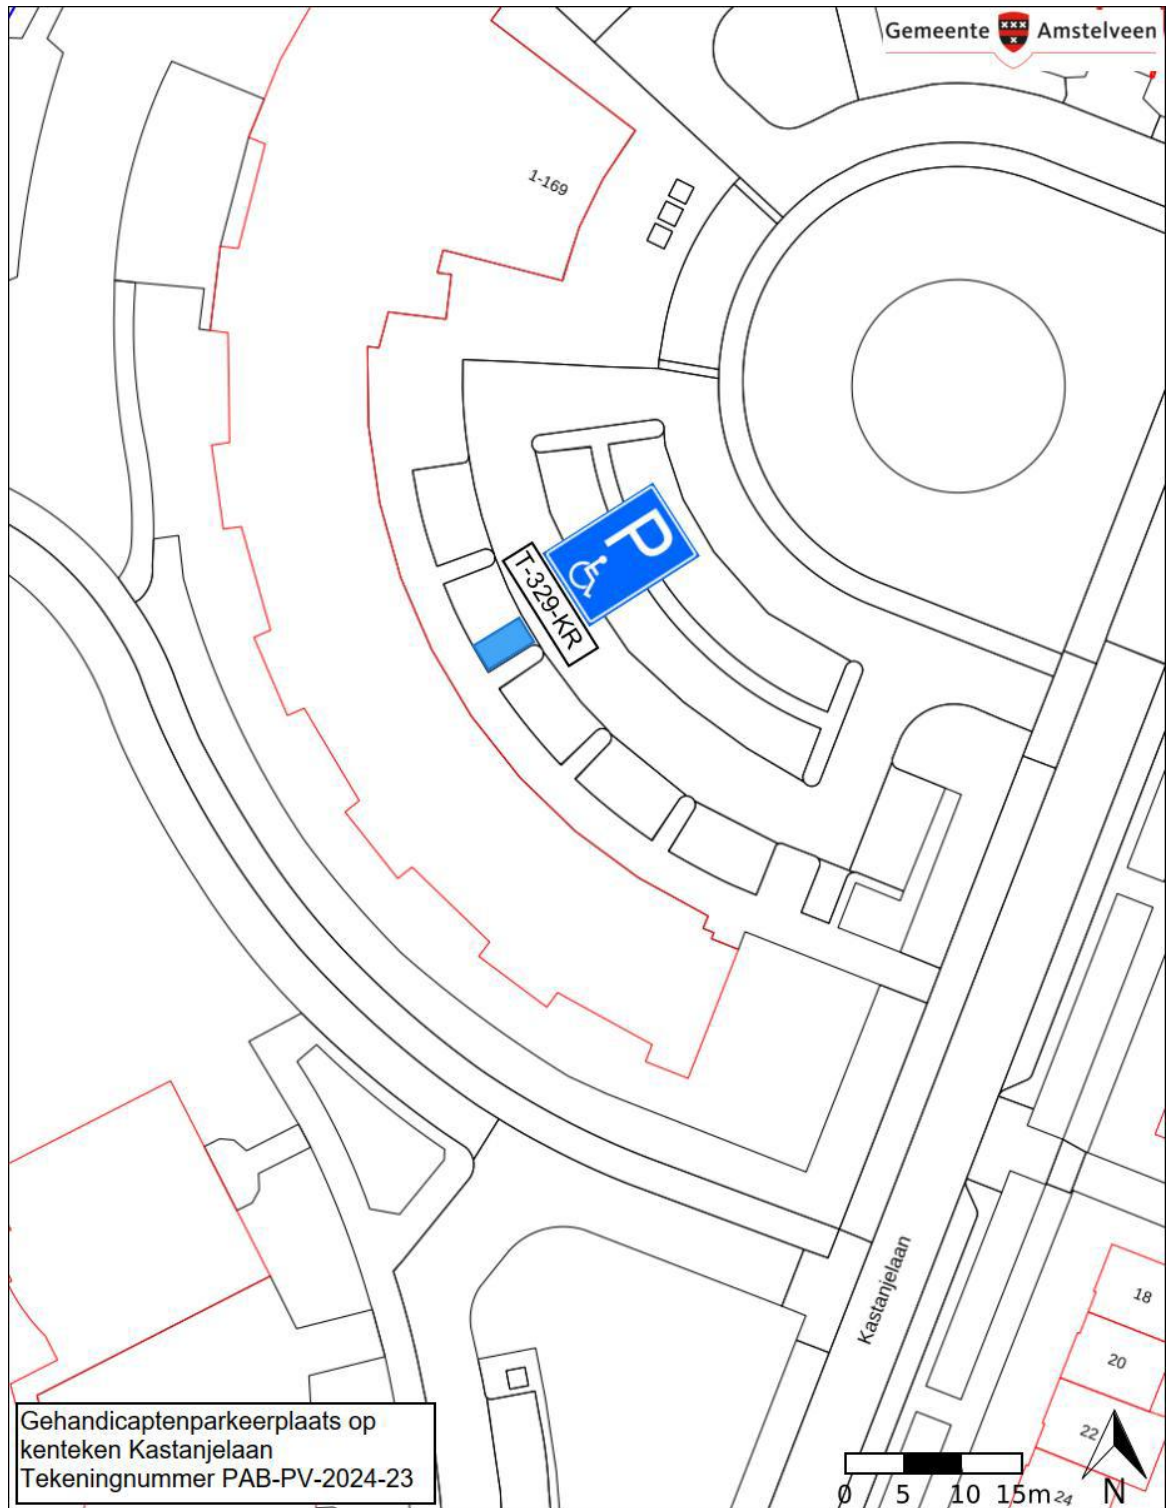 Gemeente Amstelveen
1-169
P
T-329-KR
Kastanjelaan
18
20
22
24
Gehandicaptenparkeerplaats op
kenteken Kastanjelaan
Tekeningnummer PAB-PV-2024-23
0 5 10 15m
N